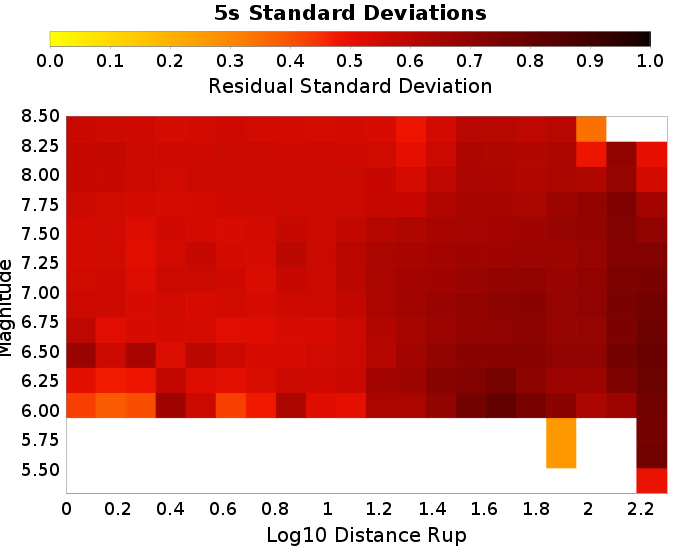 5s Standard Deviations
0.0 0.1 0.2 0.3 0.4 0.5 0.6 0.7 0.8 0.9 1.0
Residual Standard Deviation
8.50
8.25
8.00
7.75
7.50
7.25
7.00
6.75
6.50
6.25
6.00
5.75
5.50
Magnitude
0 0.2 0.4 0.6 0.8 1 1.2 1.4 1.6 1.8 2 2.2
Log10 Distance Rup